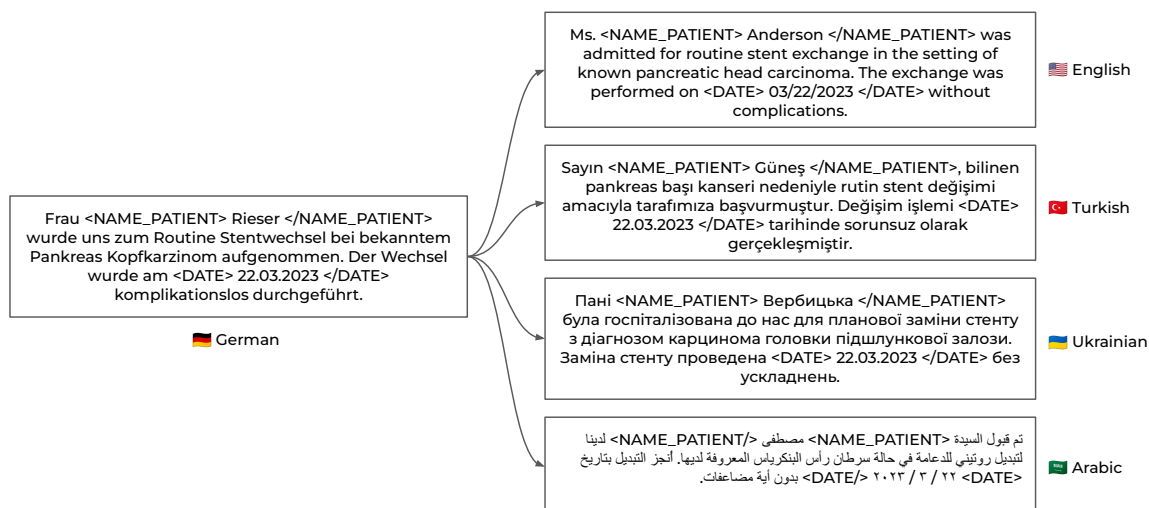 Frau <NAME_PATIENT> Rieser </NAME_PATIENT>
wurde uns zum Routine Stentwechsel bei bekanntem
Pankreas Kopfkarzinom aufgenommen. Der Wechsel
wurde am <DATE> 22.03.2023 </DATE>
komplikationslos durchgeführt.
🇩🇪 German
Ms. <NAME_PATIENT> Anderson </NAME_PATIENT> was
admitted for routine stent exchange in the setting of
known pancreatic head carcinoma. The exchange was
performed on <DATE> 03/22/2023 </DATE> without
complications.
🇺🇸 English
Sayın <NAME_PATIENT> Güneş </NAME_PATIENT>, bilinen
pankreas başı kanseri nedeniyle rutin stent değişimi
amacıyla tarafımıza başvurmuştur. Değişim işlemi <DATE>
22.03.2023 </DATE> tarihinde sorunsuz olarak
gerçekleşmiştir.
🇹🇷 Turkish
Пані <NAME_PATIENT> Вербицька </NAME_PATIENT>
була госпіталізована до нас для планової заміни стенту
з діагнозом карцинома головки підшлункової залози.
Заміна стенту проведена <DATE> 22.03.2023 </DATE> без
ускладнень.
🇺🇦 Ukrainian
تم قبول السيدة <NAME_PATIENT> مصطفى </NAME_PATIENT> لدينا
لتبديل روتيني للدعامة في حالة سرطان رأس البنكرياس المعروفة لديها. أنجز التبديل بتاريخ
<DATE> ٢٢ / ٣ / ٢٠٢٣ </DATE> بدون أية مضاعفات.
🇸🇦 Arabic